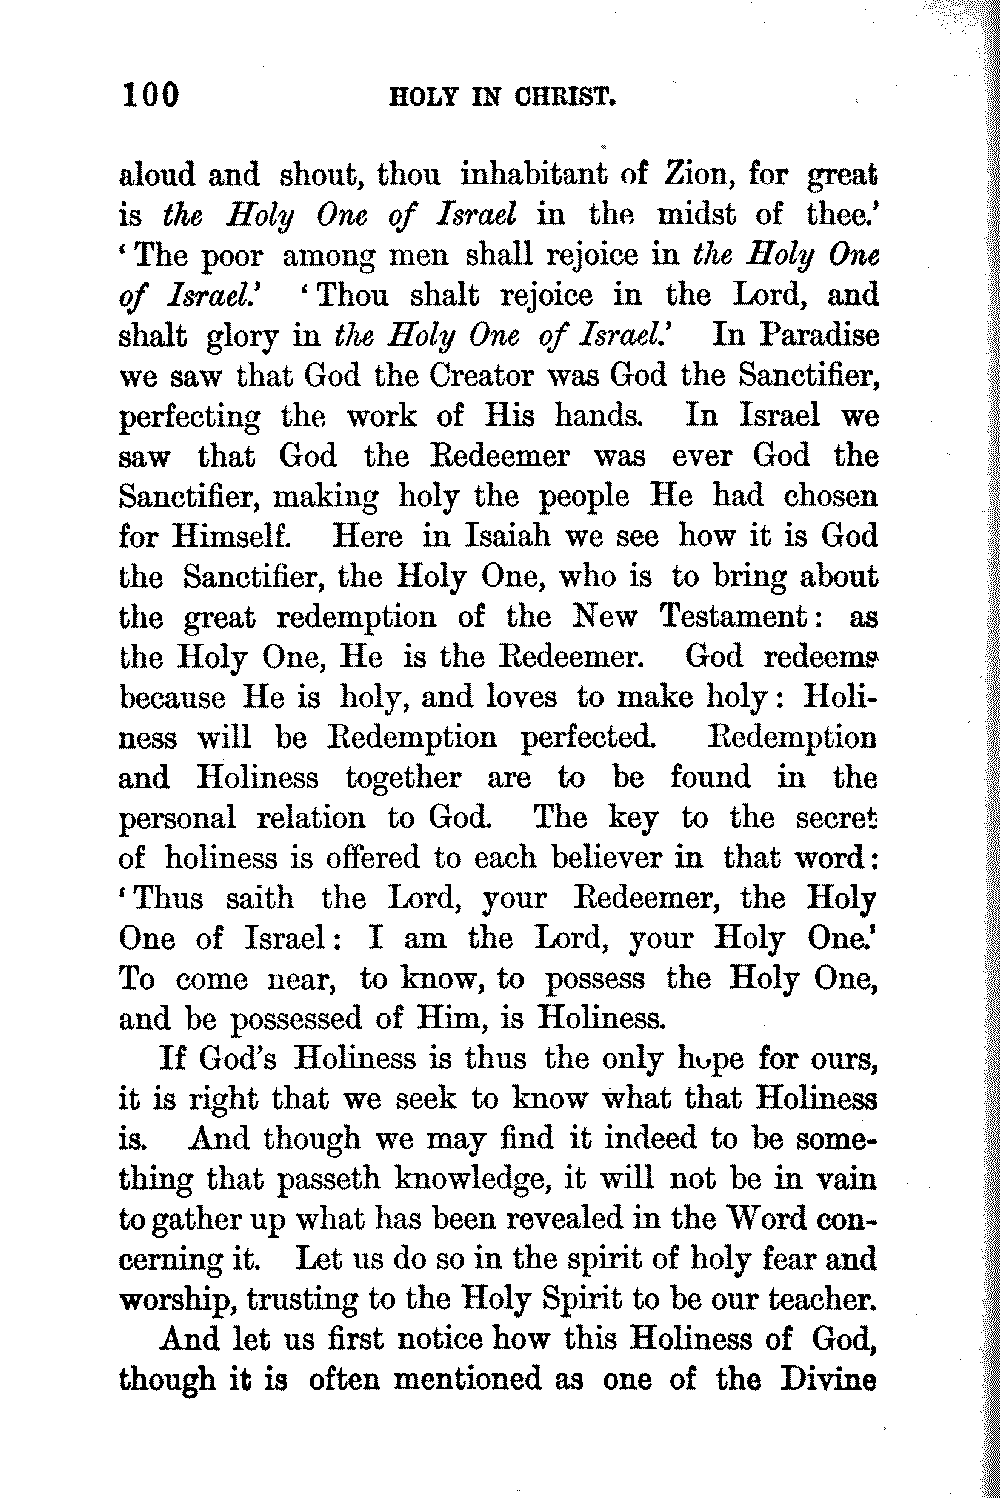 100 HOLY IN CHRIST.
aloud and shout, thou inhabitant of Zion, for great
is the Holy One of Israel in the midst of thee.’
‘The poor among men shall rejoice in the Holy One
of Israel.’ ‘Thou shalt rejoice in the Lord, and
shalt glory in the Holy One of Israel.’ In Paradise
we saw that God the Creator was God the Sanctifier,
perfecting the work of His hands. In Israel we
saw that God the Redeemer was ever God the
Sanctifier, making holy the people He had chosen
for Himself. Here in Isaiah we see how it is God
the Sanctifier, the Holy One, who is to bring about
the great redemption of the New Testament: as
the Holy One, He is the Redeemer. God redeems
because He is holy, and loves to make holy: Holi-
ness will be Redemption perfected. Redemption
and Holiness together are to be found in the
personal relation to God. The key to the secret
of holiness is offered to each believer in that word:
‘Thus saith the Lord, your Redeemer, the Holy
One of Israel: I am the Lord, your Holy One.’
To come near, to know, to possess the Holy One,
and be possessed of Him, is Holiness.
If God’s Holiness is thus the only hope for ours,
it is right that we seek to know what that Holiness
is. And though we may find it indeed to be some-
thing that passeth knowledge, it will not be in vain
to gather up what has been revealed in the Word con-
cerning it. Let us do so in the spirit of holy fear and
worship, trusting to the Holy Spirit to be our teacher.
And let us first notice how this Holiness of God,
though it is often mentioned as one of the Divine